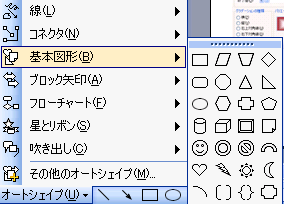 線(L)
コネクタ(N)
基本図形(B)
ブロック矢印(A)
フローチャート(F)
星とリボン(S)
吹き出し(C)
その他のオートシェイプ(M)...
オートシェイプ(U)